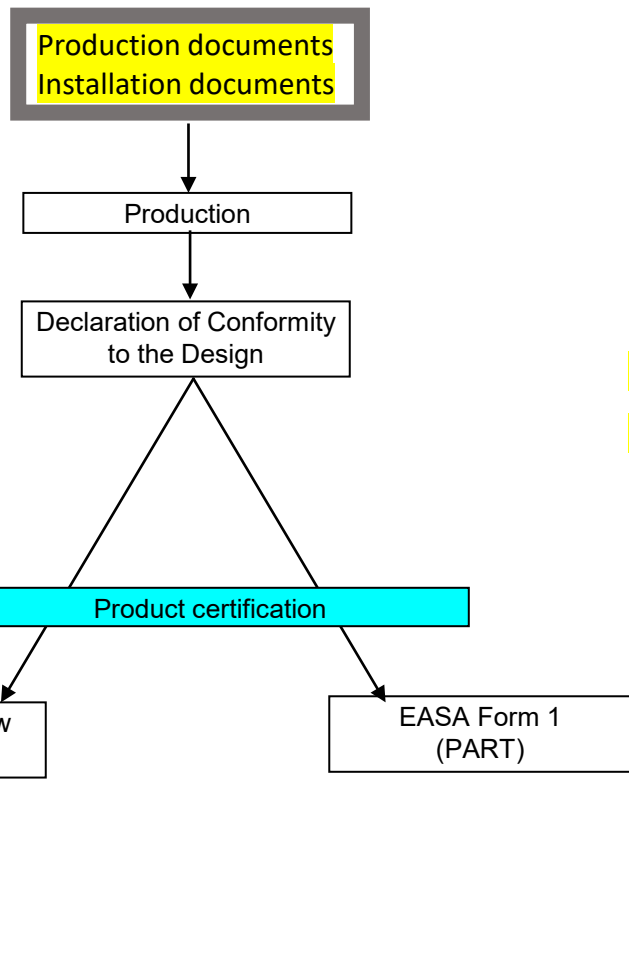 Production documents
Installation documents
Production
Declaration of Conformity
to the Design
Product certification
EASA Form 1
(PART)